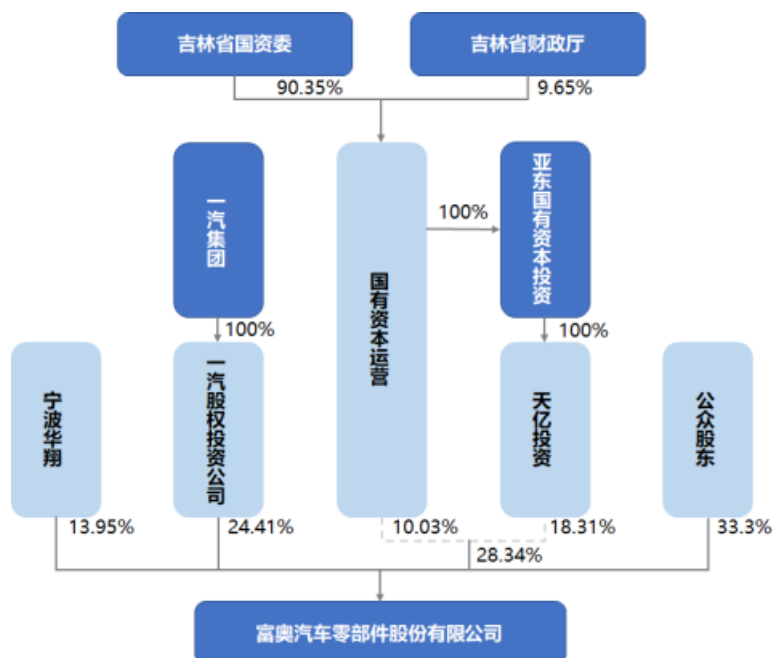 吉林省国资委
吉林省财政厅
90.35%
9.65%
一汽集团
国有资本运营
100%
亚东国有资本投资
100%
100%
宁波华翔
一汽股权投资公司
天亿投资
公众股东
13.95%
24.41%
10.03%
18.31%
33.3%
28.34%
富奥汽车零部件股份有限公司